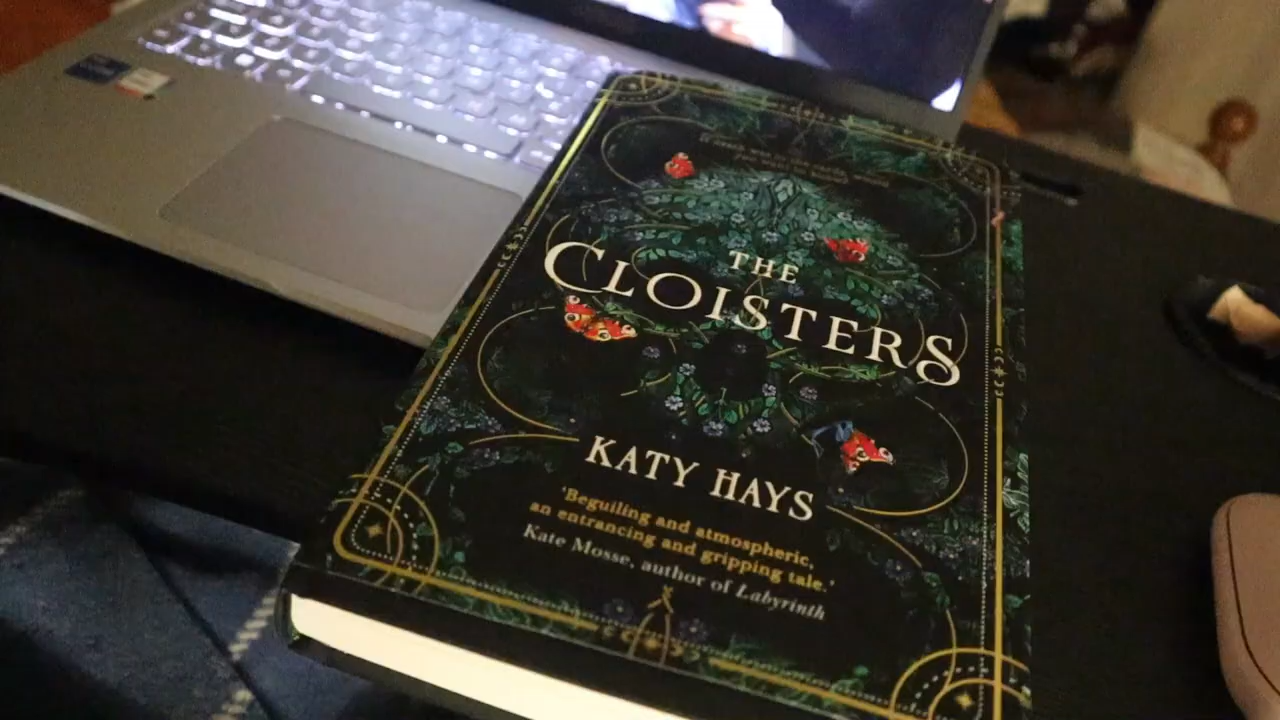 THE
CLOISTERS
KATY HAYS
'Beguiling and atmospheric,
an entrancing and gripping tale.'
Kate Mosse, author of Labyrinth